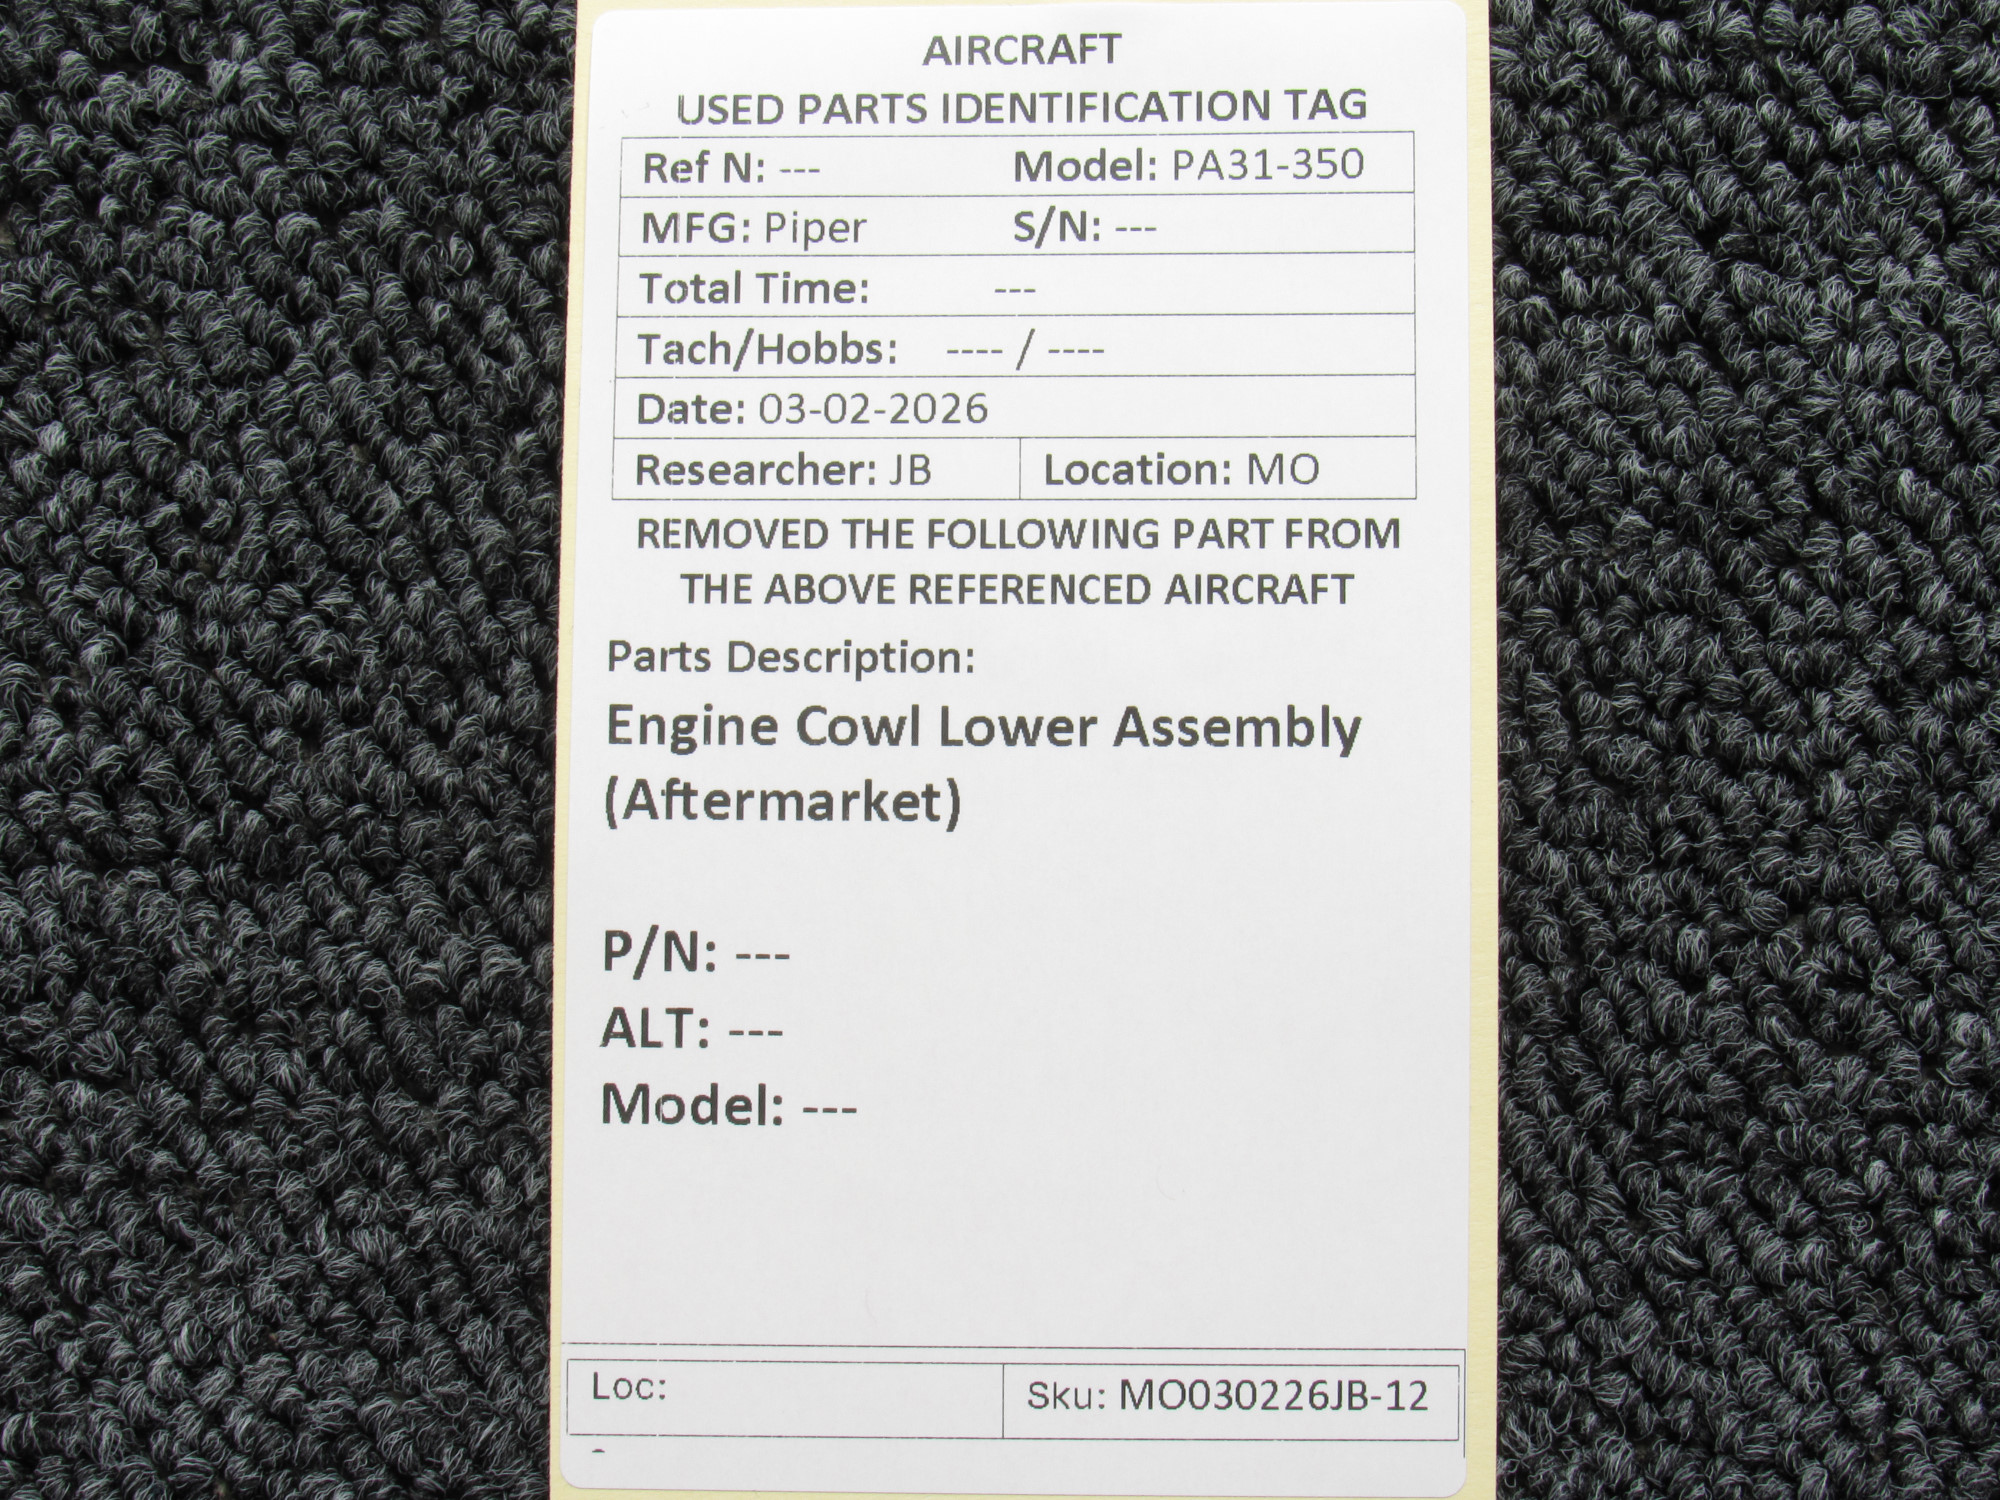 AIRCRAFT
USED PARTS IDENTIFICATION TAG
Ref N: --- Model: PA31-350
MFG: Piper S/N: ---
Total Time: ---
Tach/Hobbs: ---- / ----
Date: 03-02-2026
Researcher: JB Location: MO
REMOVED THE FOLLOWING PART FROM
THE ABOVE REFERENCED AIRCRAFT
Parts Description:
Engine Cowl Lower Assembly
(Aftermarket)
P/N: ---
ALT: ---
Model: ---
Loc: Sku: MO030226JB-12